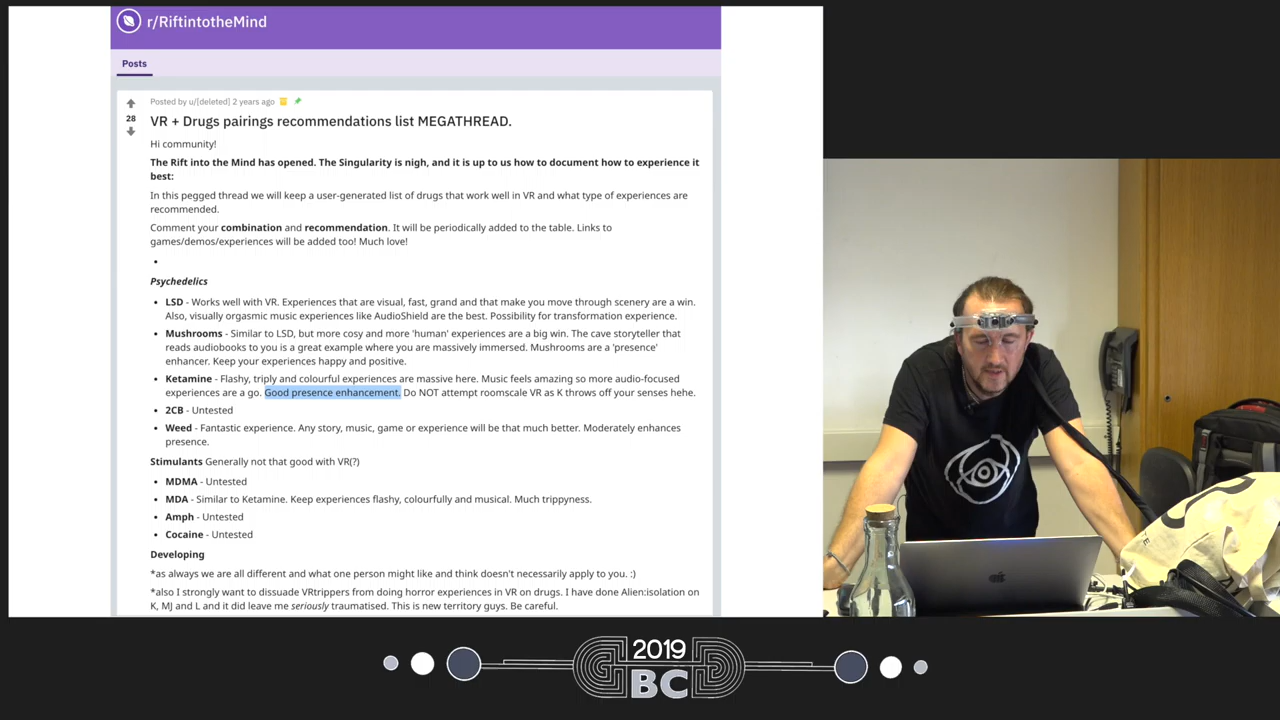 r/RiftintotheMind
Posts
Posted by u/[deleted] 2 years ago
28
VR + Drugs pairings recommendations list MEGATHREAD.
Hi community!
The Rift into the Mind has opened. The Singularity is nigh, and it is up to us how to document how to experience it
best:
In this pegged thread we will keep a user-generated list of drugs that work well in VR and what type of experiences are
recommended.
Comment your combination and recommendation. It will be periodically added to the table. Links to
games/demos/experiences will be added too! Much love!
•
Psychedelics
• LSD - Works well with VR. Experiences that are visual, fast, grand and that make you move through scenery are a win.
Also, visually orgasmic music experiences like AudioShield are the best. Possibility for transformation experience.
• Mushrooms - Similar to LSD, but more cosy and more 'human' experiences are a big win. The cave storyteller that
reads audiobooks to you is a great example where you are massively immersed. Mushrooms are a 'presence'
enhancer. Keep your experiences happy and positive.
• Ketamine - Flashy, triply and colourful experiences are massive here. Music feels amazing so more audio-focused
experiences are a go. Good presence enhancement. Do NOT attempt roomscale VR as K throws off your senses hehe.
• 2CB - Untested
• Weed - Fantastic experience. Any story, music, game or experience will be that much better. Moderately enhances
presence.
Stimulants Generally not that good with VR(?)
• MDMA - Untested
• MDA - Similar to Ketamine. Keep experiences flashy, colourfully and musical. Much trippyness.
• Amph - Untested
• Cocaine - Untested
Developing
*as always we are all different and what one person might like and think doesn't necessarily apply to you. :)
*also I strongly want to dissuade VRtrippers from doing horror experiences in VR on drugs. I have done Alien:isolation on
K, MJ and L and it did leave me seriously traumatised. This is new territory guys. Be careful.
2019
BC